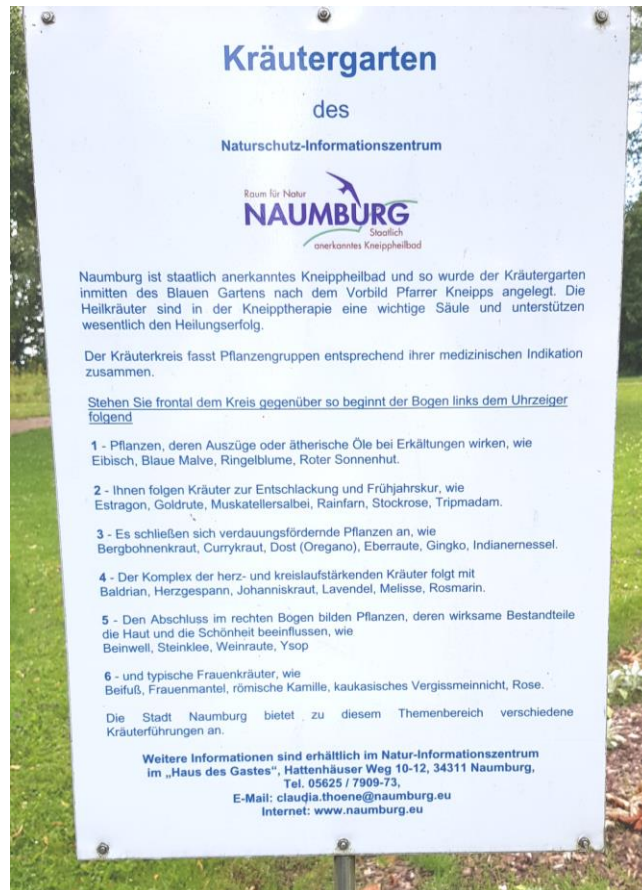 Kräutergarten
des
Naturschutz-Informationszentrum
Raum für Natur
NAUMBURG
Staatlich
anerkanntes Kneippheilbad
Naumburg ist staatlich anerkanntes Kneippheilbad und so wurde der Kräutergarten
inmitten des Blauen Gartens nach dem Vorbild Pfarrer Kneipps angelegt. Die
Heilkräuter sind in der Kneipptherapie eine wichtige Säule und unterstützen
wesentlich den Heilungserfolg.
Der Kräuterkreis fasst Pflanzengruppen entsprechend ihrer medizinischen Indikation
zusammen.
Stehen Sie frontal dem Kreis gegenüber so beginnt der Bogen links dem Uhrzeiger
folgend
1 - Pflanzen, deren Auszüge oder ätherische Öle bei Erkältungen wirken, wie
Eibisch, Blaue Malve, Ringelblume, Roter Sonnenhut.
2 - Ihnen folgen Kräuter zur Entschlackung und Frühjahrskur, wie
Estragon, Goldrute, Muskatellersalbei, Rainfarn, Stockrose, Tripmadam.
3 - Es schließen sich verdauungsfördernde Pflanzen an, wie
Bergbohnenkraut, Currykraut, Dost (Oregano), Eberraute, Gingko, Indianernessel.
4 - Der Komplex der herz- und kreislaufstärkenden Kräuter folgt mit
Baldrian, Herzgespann, Johanniskraut, Lavendel, Melisse, Rosmarin.
5 - Den Abschluss im rechten Bogen bilden Pflanzen, deren wirksame Bestandteile
die Haut und die Schönheit beeinflussen, wie
Beinwell, Steinklee, Weinraute, Ysop
6 - und typische Frauenkräuter, wie
Beifuß, Frauenmantel, römische Kamille, kaukasisches Vergissmeinnicht, Rose.
Die Stadt Naumburg bietet zu diesem Themenbereich verschiedene
Kräuterführungen an.
Weitere Informationen sind erhältlich im Natur-Informationszentrum
im „Haus des Gastes“, Hattenhäuser Weg 10-12, 34311 Naumburg,
Tel. 05625 / 7909-73,
E-Mail: claudia.thoene@naumburg.eu
Internet: www.naumburg.eu